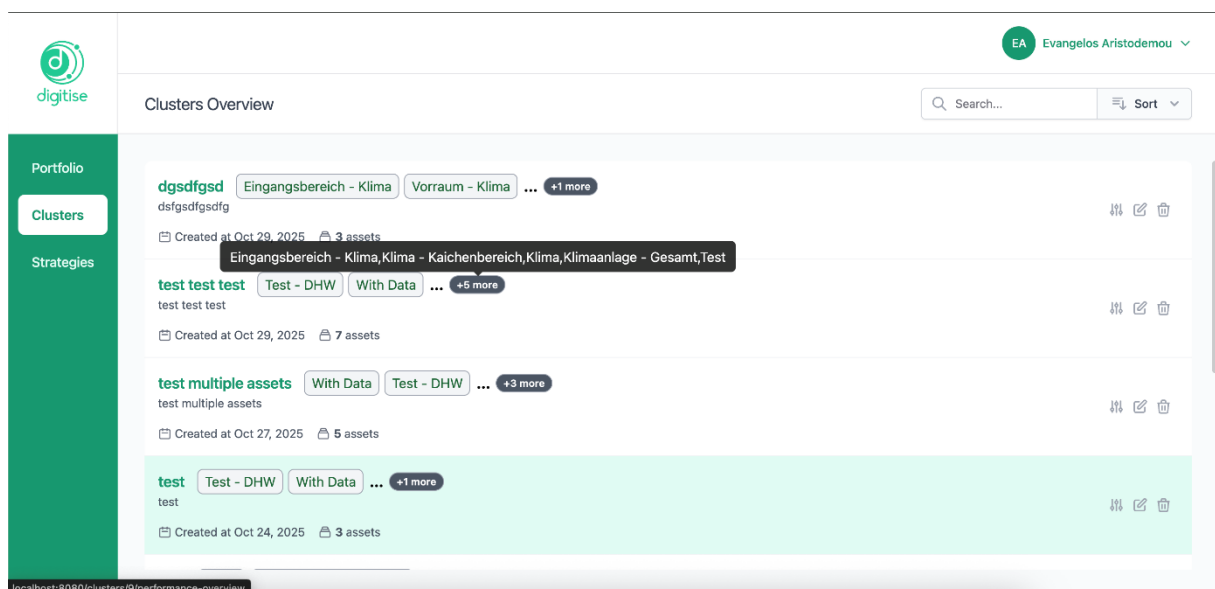 EA Evangelos Aristodemou
digitise
Clusters Overview
Search...
Sort
Portfolio
Clusters
Strategies
dgsdfgsd Eingangsbereich - Klima Vorraum - Klima ... +1 more
dsfgsdfgsdfg
Created at Oct 29, 2025 3 assets
Eingangsbereich - Klima,Klima - Kaichenbereich,Klima,Klimaanlage - Gesamt,Test
test test test Test - DHW With Data ... +5 more
test test test
Created at Oct 29, 2025 7 assets
test multiple assets With Data Test - DHW ... +3 more
test multiple assets
Created at Oct 27, 2025 5 assets
test Test - DHW With Data ... +1 more
test
Created at Oct 24, 2025 3 assets
localhost:8080/clusters/9/performance-overview